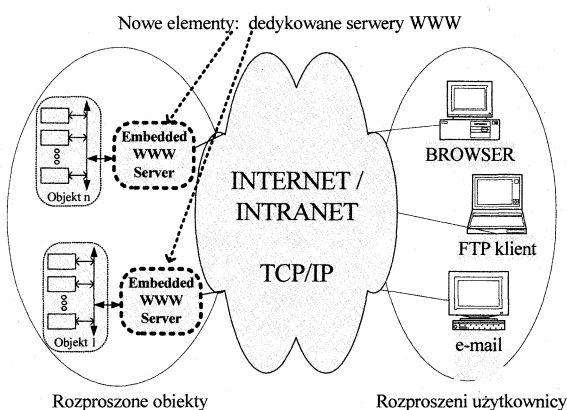 Nowe elementy: dedykowane serwery WWW
Embedded
WWW
Server
Objekt n
Embedded
WWW
Server
Objekt 1
INTERNET /
INTRANET
TCP/IP
BROWSER
FTP klient
e-mail
Rozproszone obiekty
Rozproszeni użytkownicy